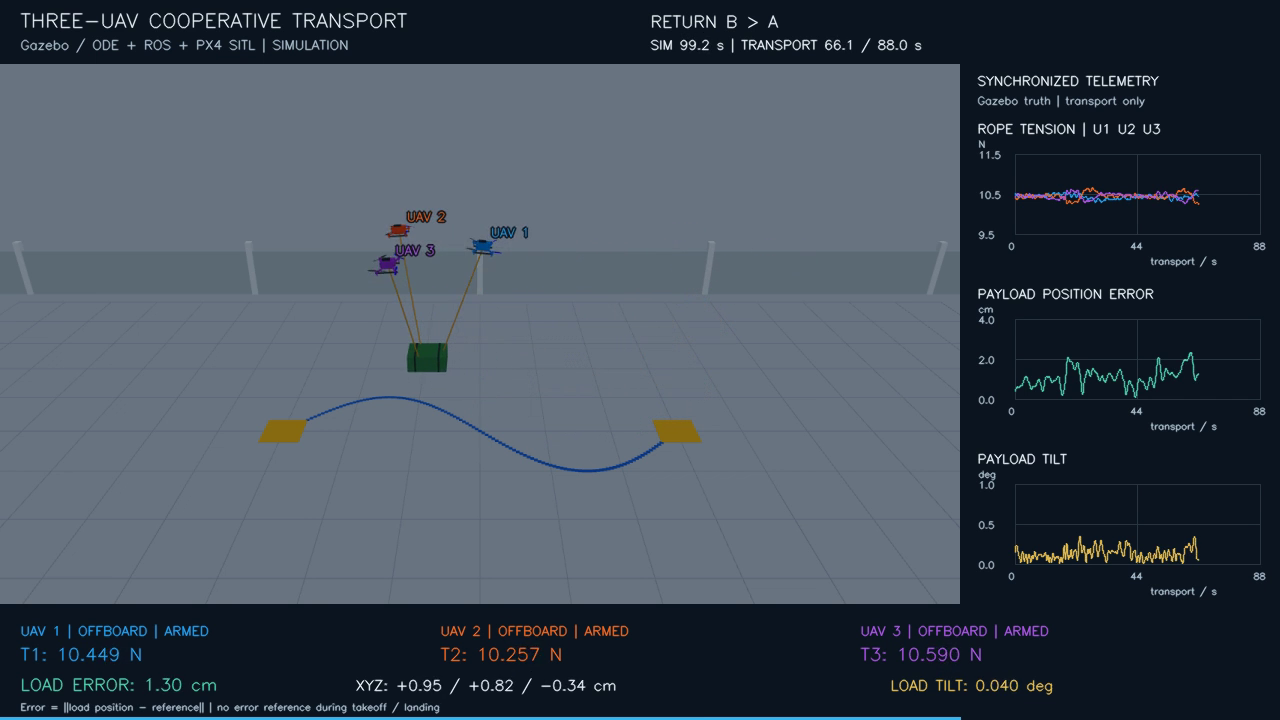 THREE-UAV COOPERATIVE TRANSPORT
Gazebo / ODE + ROS + PX4 SITL | SIMULATION
RETURN B > A
SIM 99.2 s | TRANSPORT 66.1 / 88.0 s
UAV 2
UAV 1
UAV 3
SYNCHRONIZED TELEMETRY
Gazebo truth | transport only
ROPE TENSION | U1 U2 U3
N
11.5
10.5
9.5
0 44 88
transport / s
PAYLOAD POSITION ERROR
cm
4.0
2.0
0.0
0 44 88
transport / s
PAYLOAD TILT
deg
1.0
0.5
0.0
0 44 88
transport / s
UAV 1 | OFFBOARD | ARMED
T1: 10.449 N
UAV 2 | OFFBOARD | ARMED
T2: 10.257 N
UAV 3 | OFFBOARD | ARMED
T3: 10.590 N
LOAD ERROR: 1.30 cm
XYZ: +0.95 / +0.82 / -0.34 cm
LOAD TILT: 0.040 deg
Error = ||load position - reference|| | no error reference during takeoff / landing